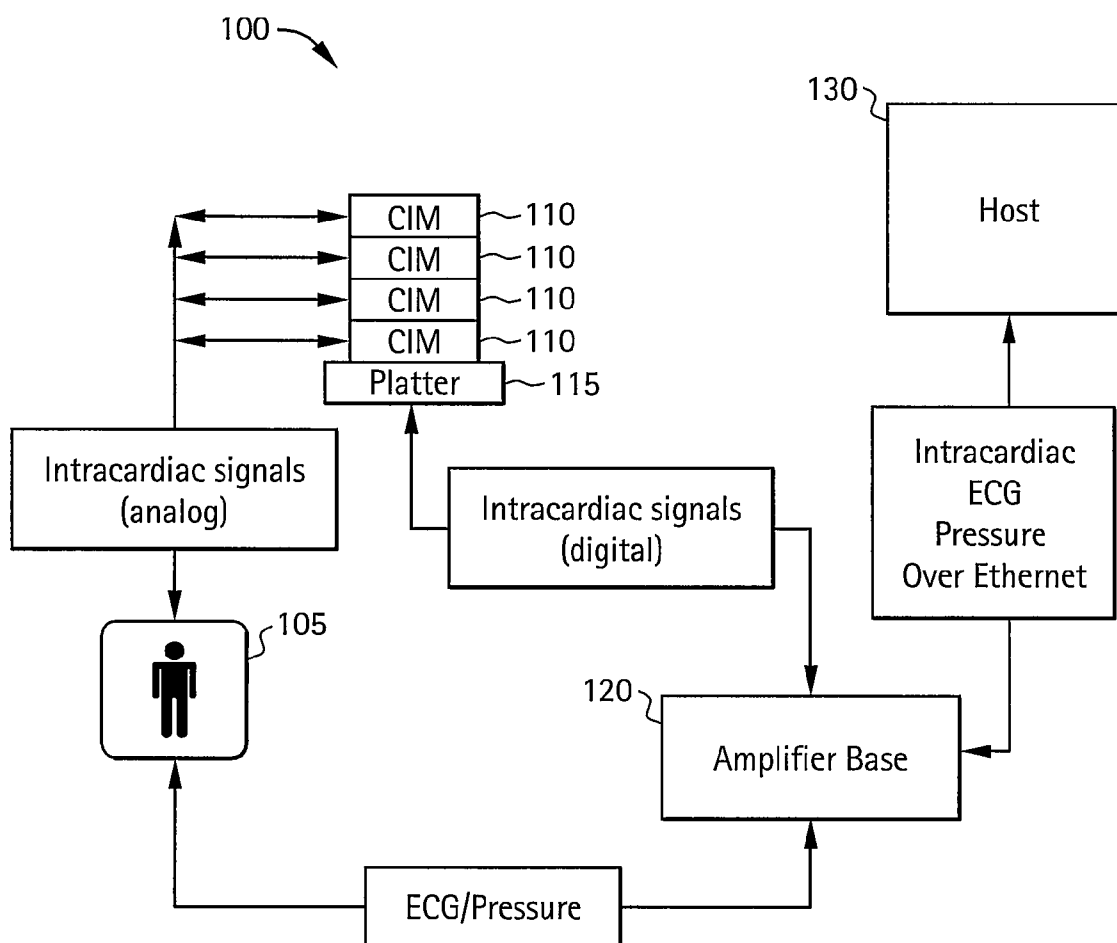 100
130
Host
CIM 110
CIM 110
CIM 110
CIM 110
Platter 115
Intracardiac signals
(analog)
Intracardiac signals
(digital)
Intracardiac
ECG
Pressure
Over Ethernet
105
120
Amplifier Base
ECG/Pressure